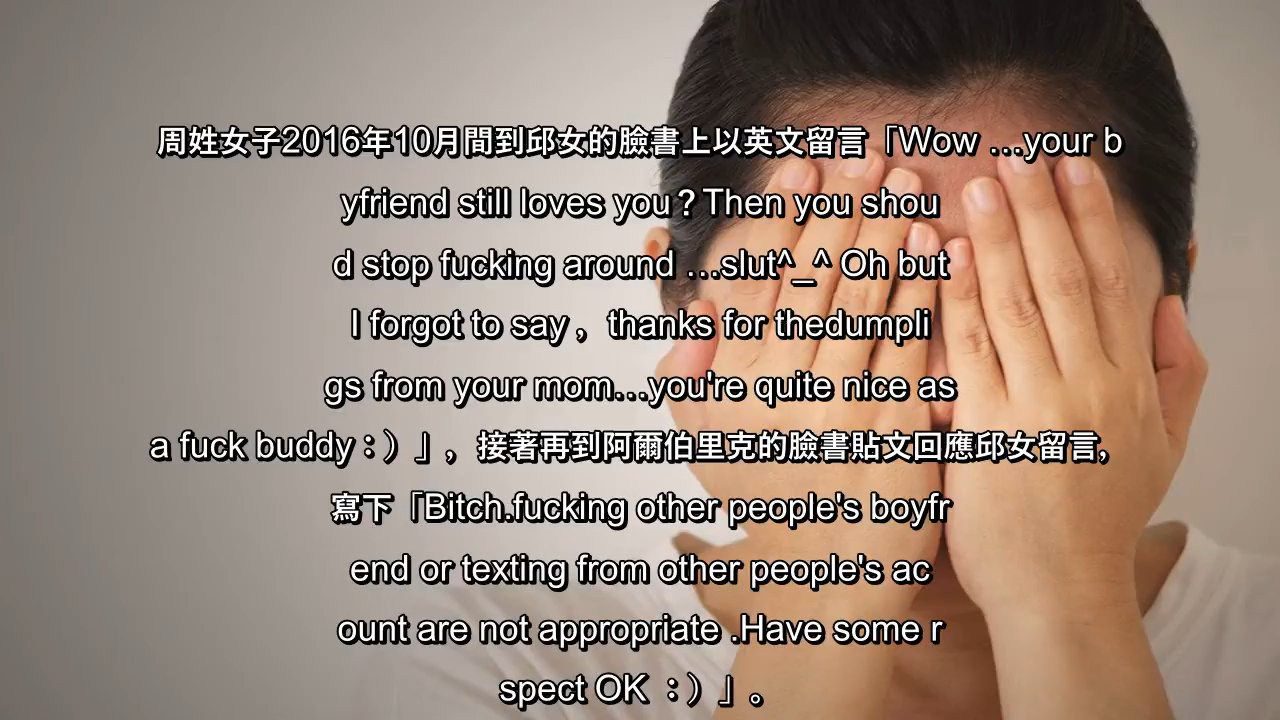 周姓女子2016年10月間到邱女的臉書上以英文留言「Wow …your b
yfriend still loves you？Then you shou
d stop fucking around …slut^_^ Oh but
I forgot to say，thanks for thedumpli
gs from your mom…you're quite nice as
a fuck buddy：）」，接著再到阿爾伯里克的臉書貼文回應邱女留言,
寫下「Bitch.fucking other people's boyfr
end or texting from other people's ac
ount are not appropriate .Have some r
spect OK ：）」。